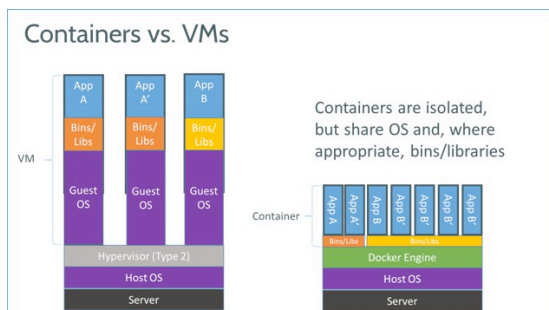 Containers vs. VMs
App
A
App
A'
App
B
Bins/
Libs
Bins/
Libs
Bins/
Libs
VM
Guest
OS
Guest
OS
Guest
OS
Hypervisor (Type 2)
Host OS
Server
Containers are isolated,
but share OS and, where
appropriate, bins/libraries
Container
App A
App A'
App B
App B'
App B'
App B'
App B'
Bins/Libs
Bins/Libs
Docker Engine
Host OS
Server